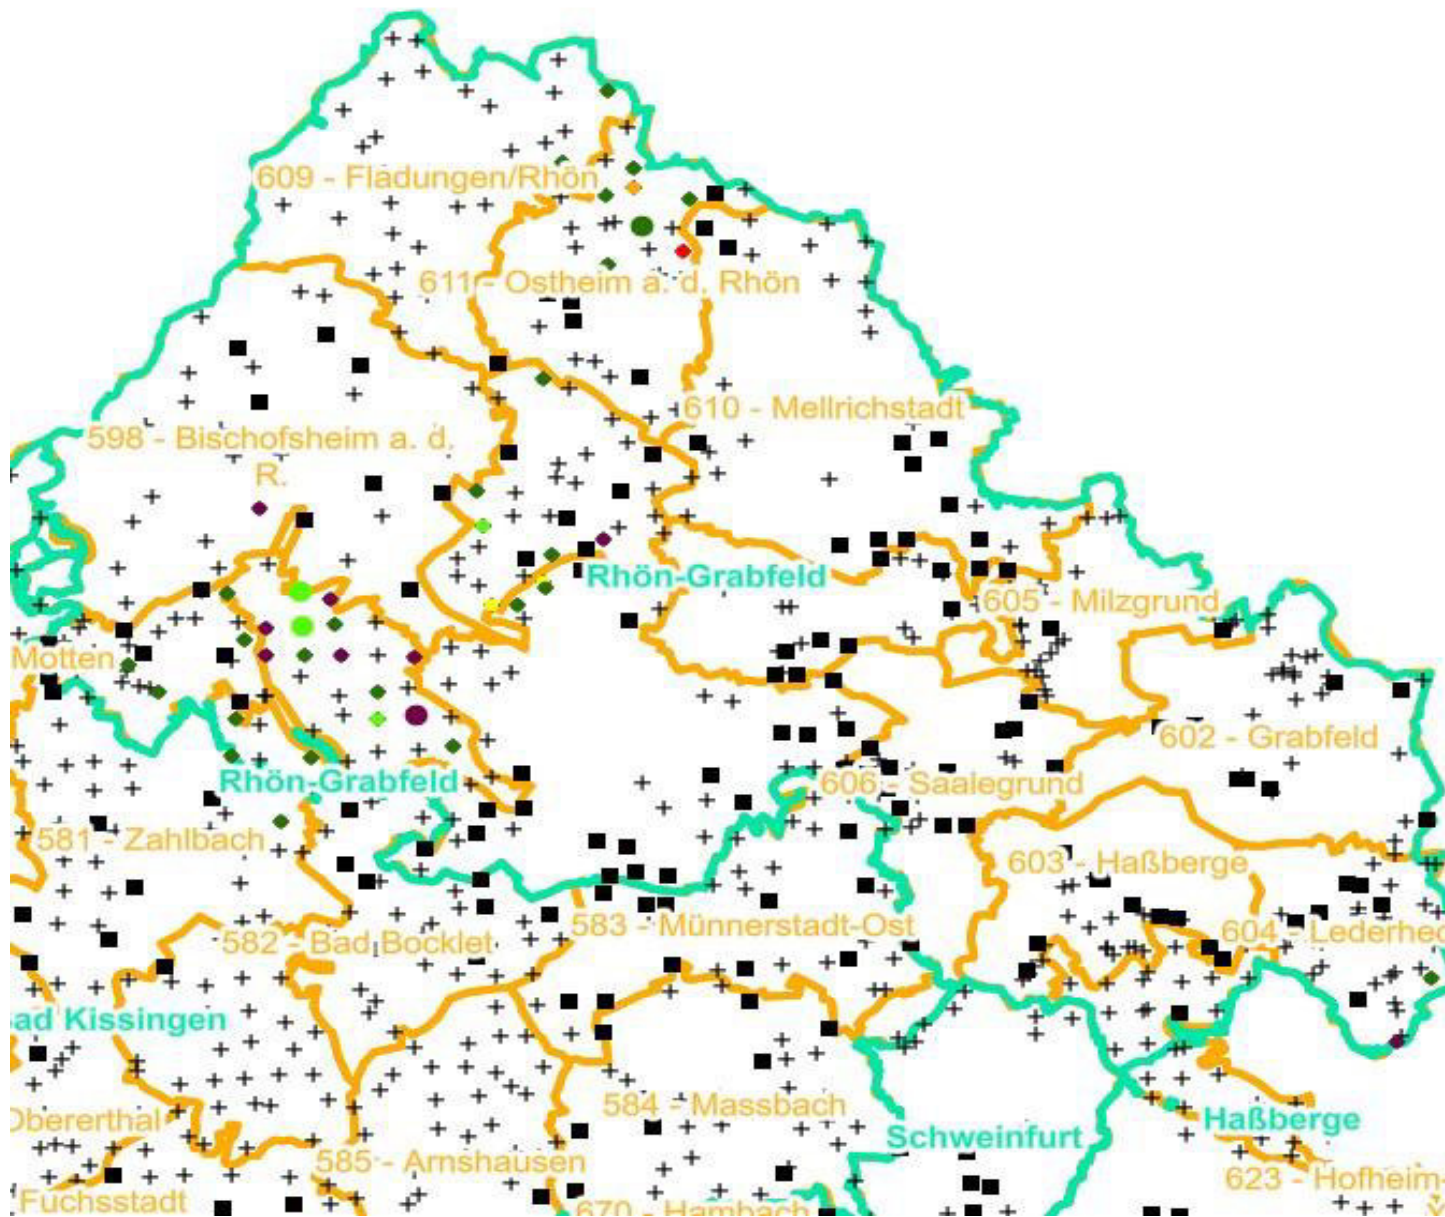 609 - Fladungen/Rhön
611 - Ostheim a. d. Rhön
610 - Mellrichstadt
598 - Bischofsheim a. d.
R.
Rhön-Grabfeld
605 - Milzgrund
Motten
602 - Grabfeld
Rhön-Grabfeld
606 - Saalegrund
581 - Zahlbach
603 - Haßberge
583 - Münnerstadt-Ost
604 - Lederhec
582 - Bad Bocklet
ad Kissingen
584 - Massbach
Obererthal
Haßberge
Schweinfurt
585 - Arnshausen
623 - Hofheim-
Fuchsstadt
670 - Hambach